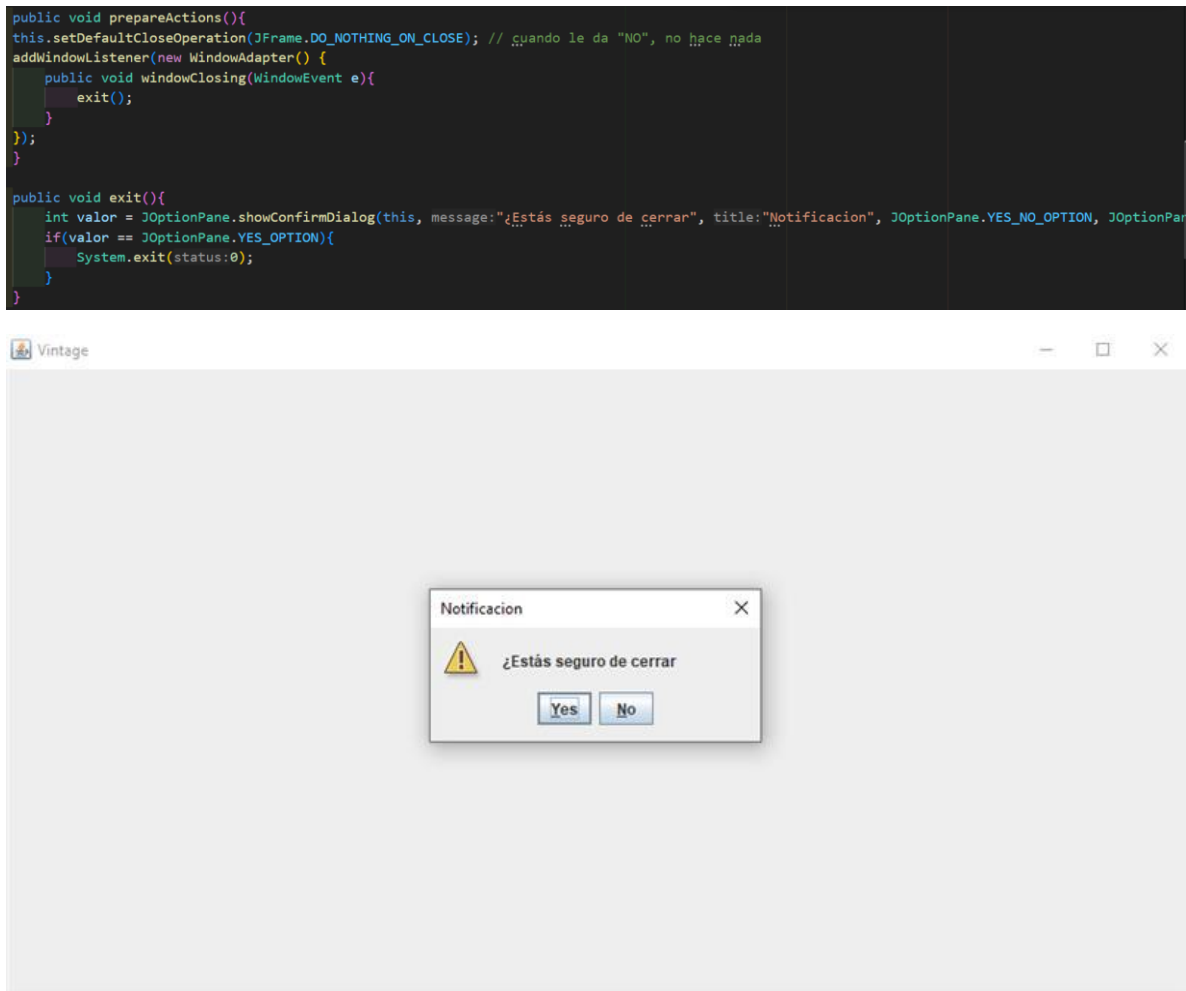 public void prepareActions(){
this.setDefaultCloseOperation(JFrame.DO_NOTHING_ON_CLOSE); // cuando le da "NO", no hace nada
addWindowListener(new WindowAdapter() {
public void windowClosing(WindowEvent e){
exit();
}
});
}
public void exit(){
int valor = JOptionPane.showConfirmDialog(this, message:"¿Estás seguro de cerrar", title:"Notificacion", JOptionPane.YES_NO_OPTION, JOptionPan
if(valor == JOptionPane.YES_OPTION){
System.exit(status:0);
}
}
Vintage
Notificacion
¿Estás seguro de cerrar
Yes No